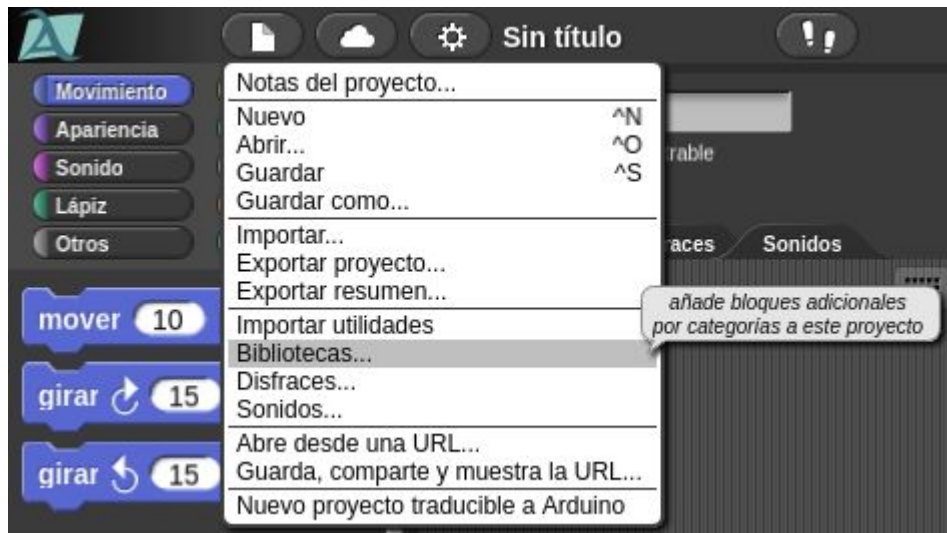 Sin título
Movimiento
Apariencia
Sonido
Lápiz
Otros
mover 10
girar 15
girar 15
Notas del proyecto...
Nuevo ^N
Abrir... ^O
Guardar ^S
Guardar como...
Importar...
Exportar proyecto...
Exportar resumen...
Importar utilidades
Bibliotecas...
Disfraces...
Sonidos...
Abre desde una URL...
Guarda, comparte y muestra la URL...
Nuevo proyecto traducible a Arduino
rable
races
Sonidos
añade bloques adicionales
por categorías a este proyecto